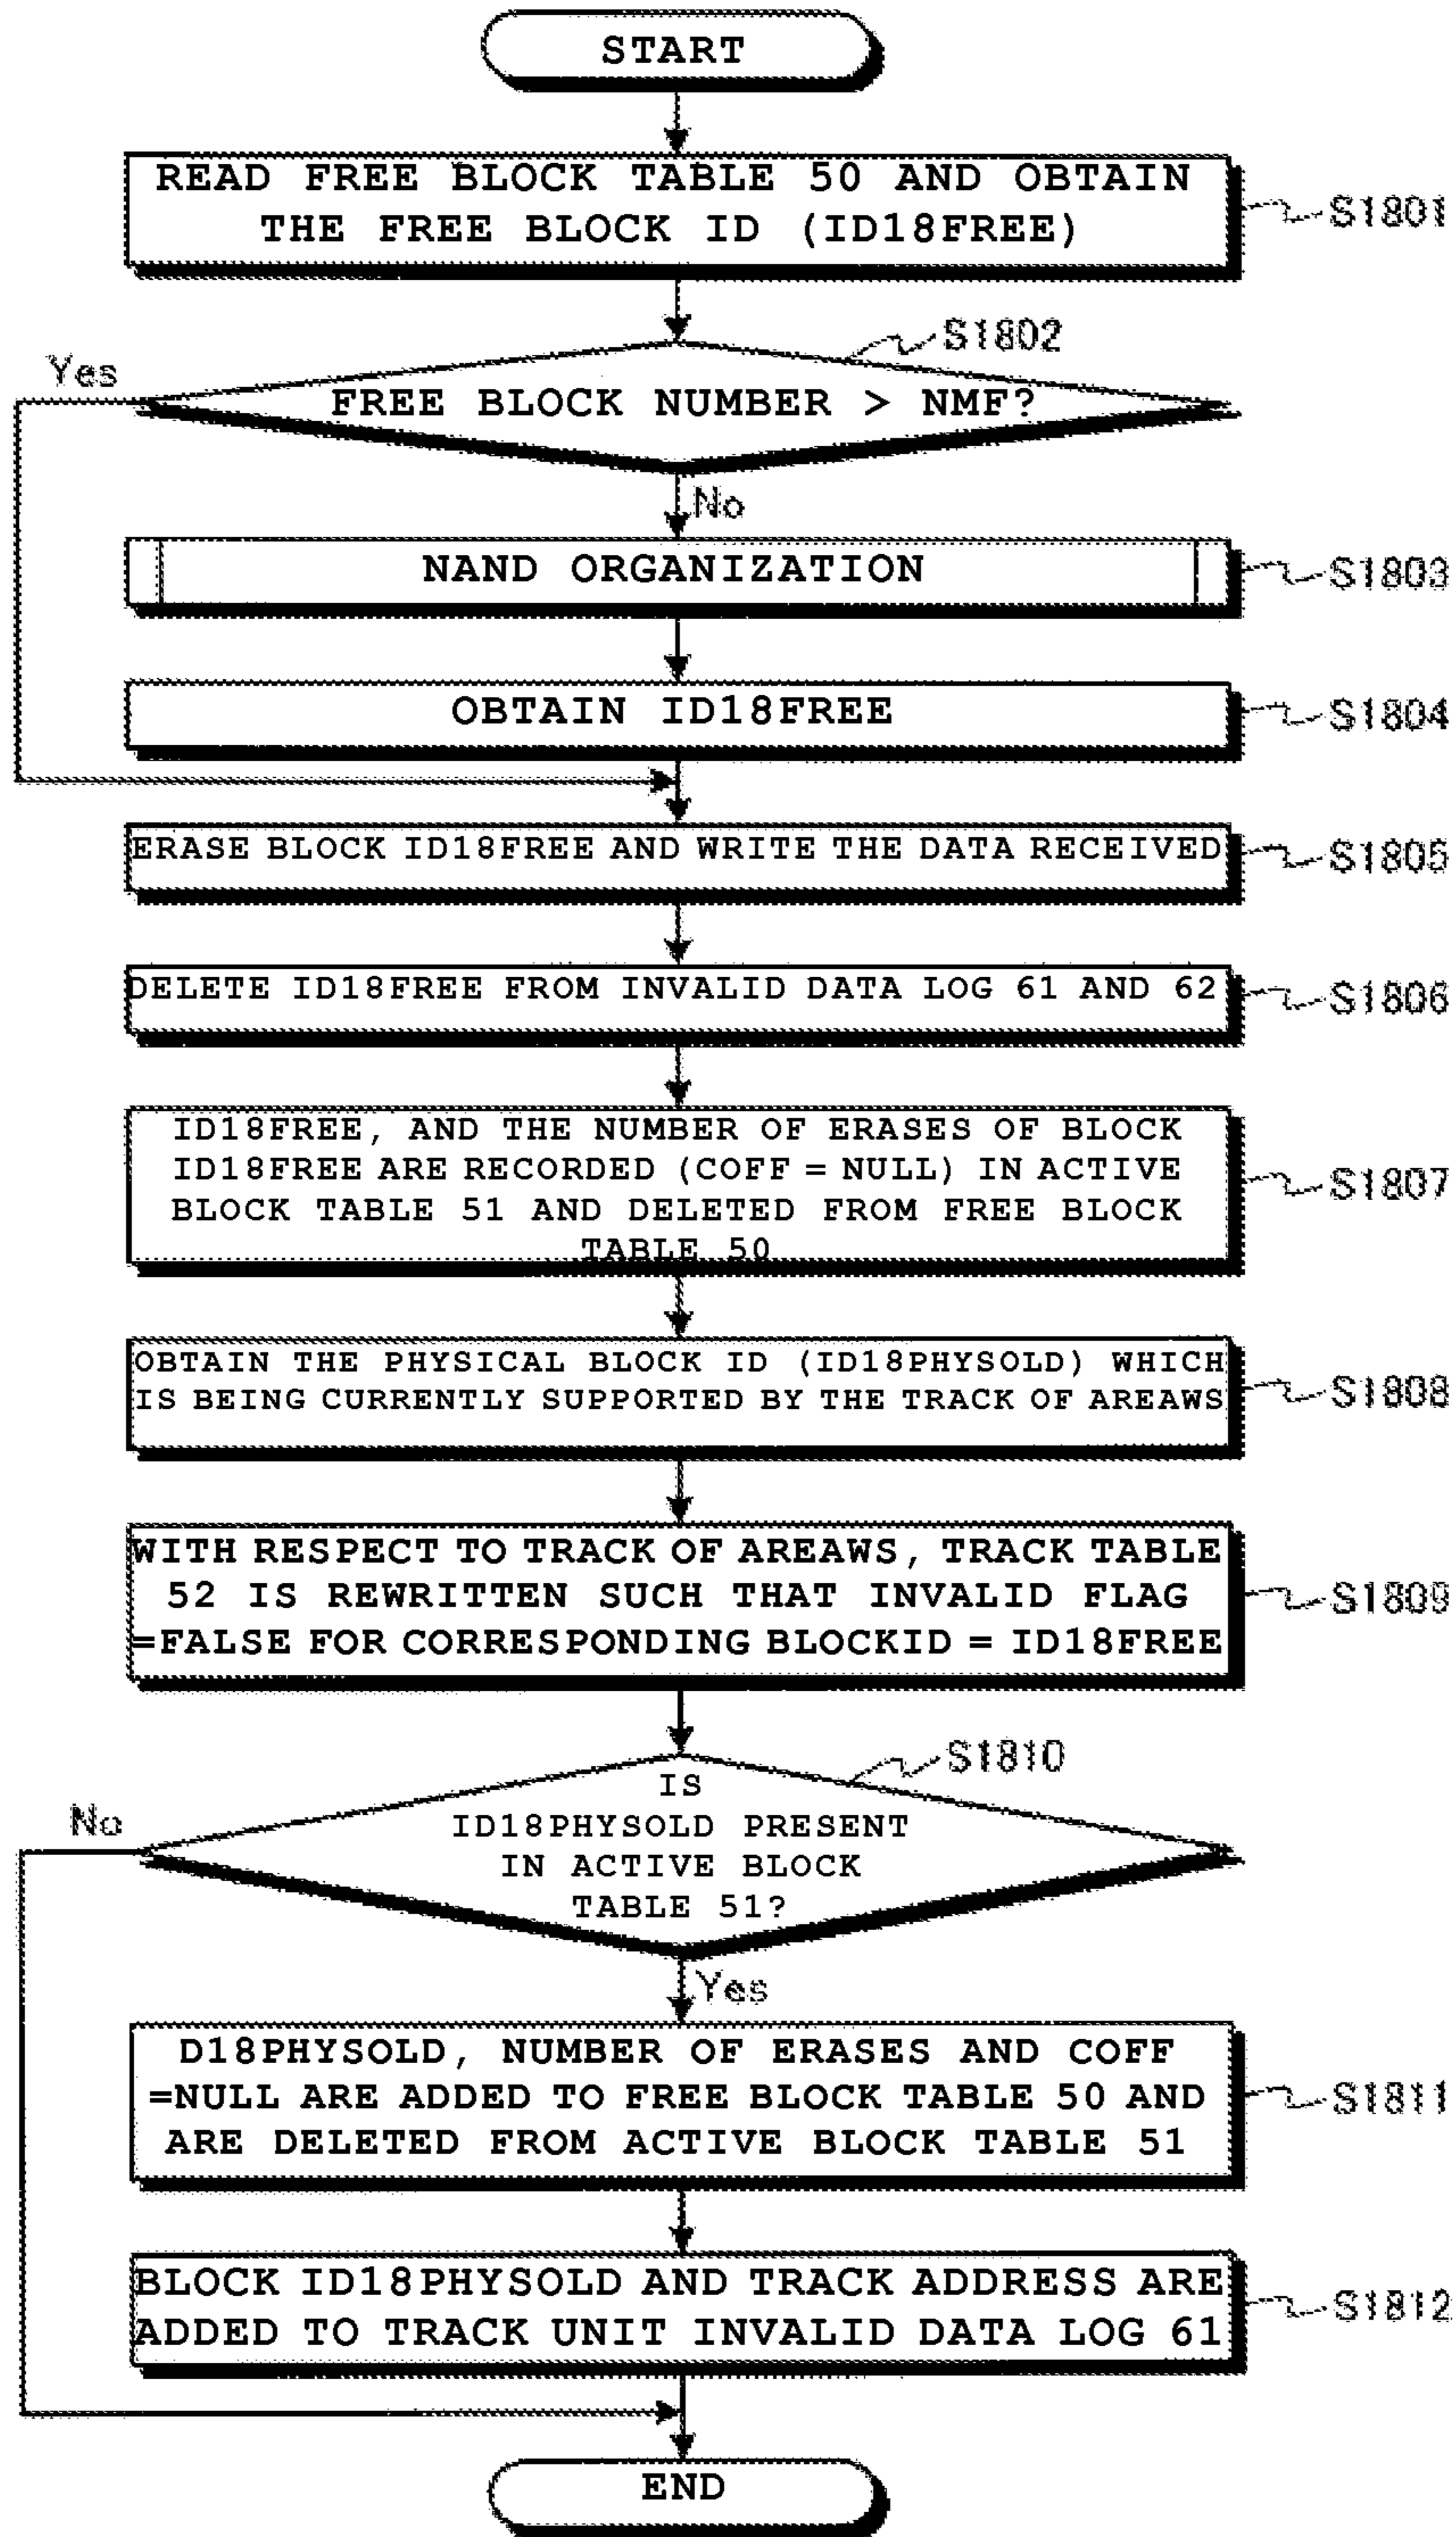 START
READ FREE BLOCK TABLE 50 AND OBTAIN
THE FREE BLOCK ID (ID18FREE)
S1801
S1802
Yes
FREE BLOCK NUMBER > NMF?
No
NAND ORGANIZATION
S1803
OBTAIN ID18FREE
S1804
ERASE BLOCK ID18FREE AND WRITE THE DATA RECEIVED
S1805
DELETE ID18FREE FROM INVALID DATA LOG 61 AND 62
S1806
ID18FREE, AND THE NUMBER OF ERASES OF BLOCK
ID18FREE ARE RECORDED (COFF = NULL) IN ACTIVE
BLOCK TABLE 51 AND DELETED FROM FREE BLOCK
TABLE 50
S1807
OBTAIN THE PHYSICAL BLOCK ID (ID18PHYSOLD) WHICH
IS BEING CURRENTLY SUPPORTED BY THE TRACK OF AREAWS
S1808
WITH RESPECT TO TRACK OF AREAWS, TRACK TABLE
52 IS REWRITTEN SUCH THAT INVALID FLAG
=FALSE FOR CORRESPONDING BLOCKID = ID18FREE
S1809
S1810
No
IS
ID18PHYSOLD PRESENT
IN ACTIVE BLOCK
TABLE 51?
Yes
D18PHYSOLD, NUMBER OF ERASES AND COFF
=NULL ARE ADDED TO FREE BLOCK TABLE 50 AND
ARE DELETED FROM ACTIVE BLOCK TABLE 51
S1811
BLOCK ID18PHYSOLD AND TRACK ADDRESS ARE
ADDED TO TRACK UNIT INVALID DATA LOG 61
S1812
END